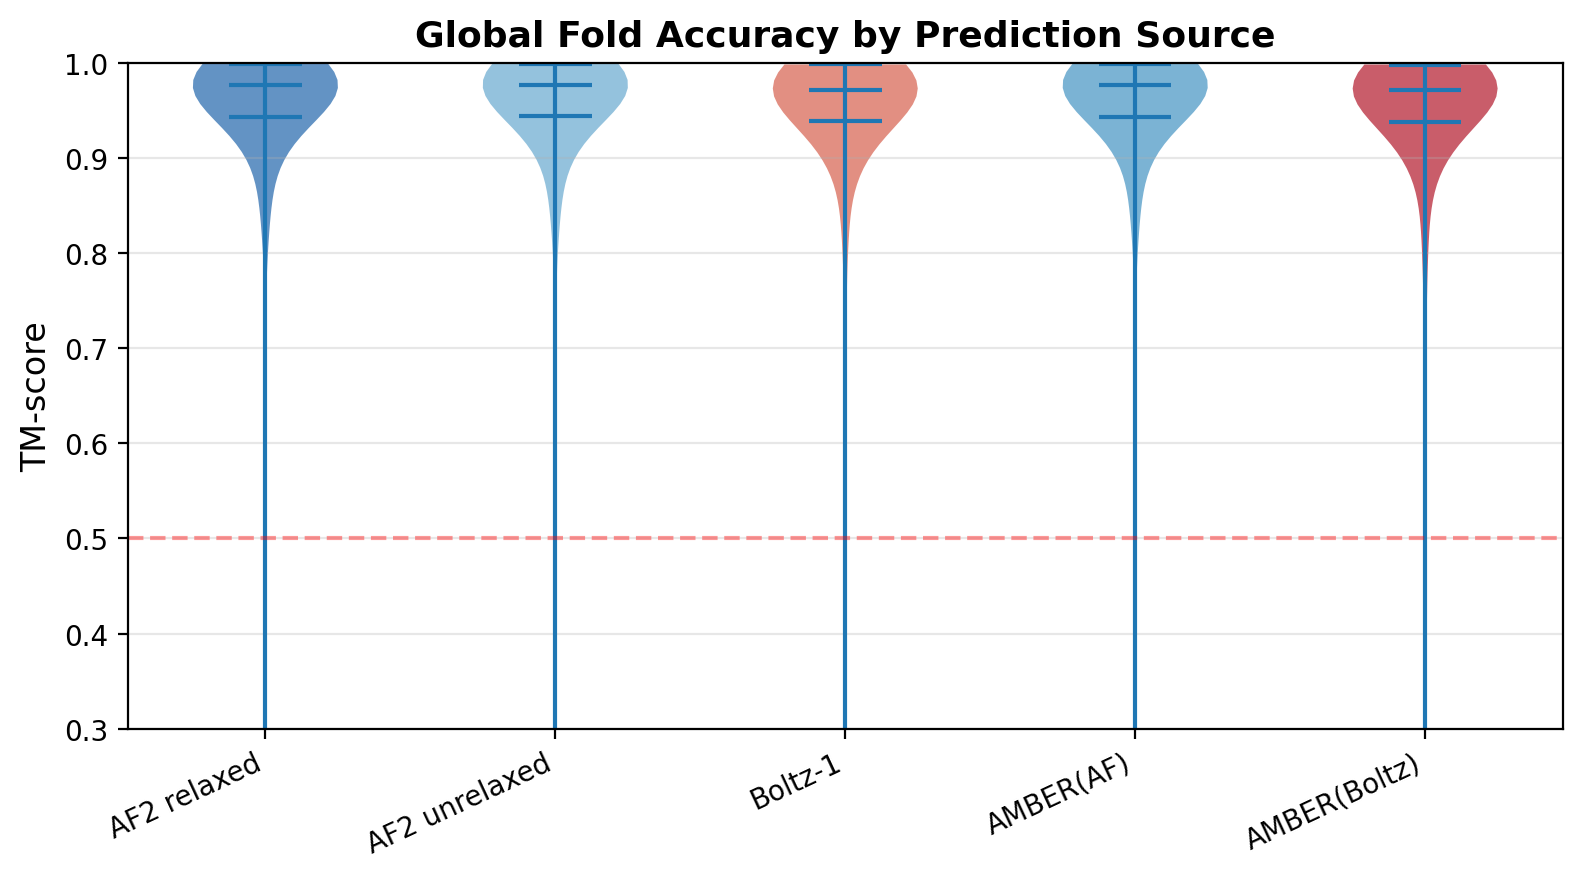 Global Fold Accuracy by Prediction Source
TM-score
1.0
0.9
0.8
0.7
0.6
0.5
0.4
0.3
AF2 relaxed
AF2 unrelaxed
Boltz-1
AMBER(AF)
AMBER(Boltz)